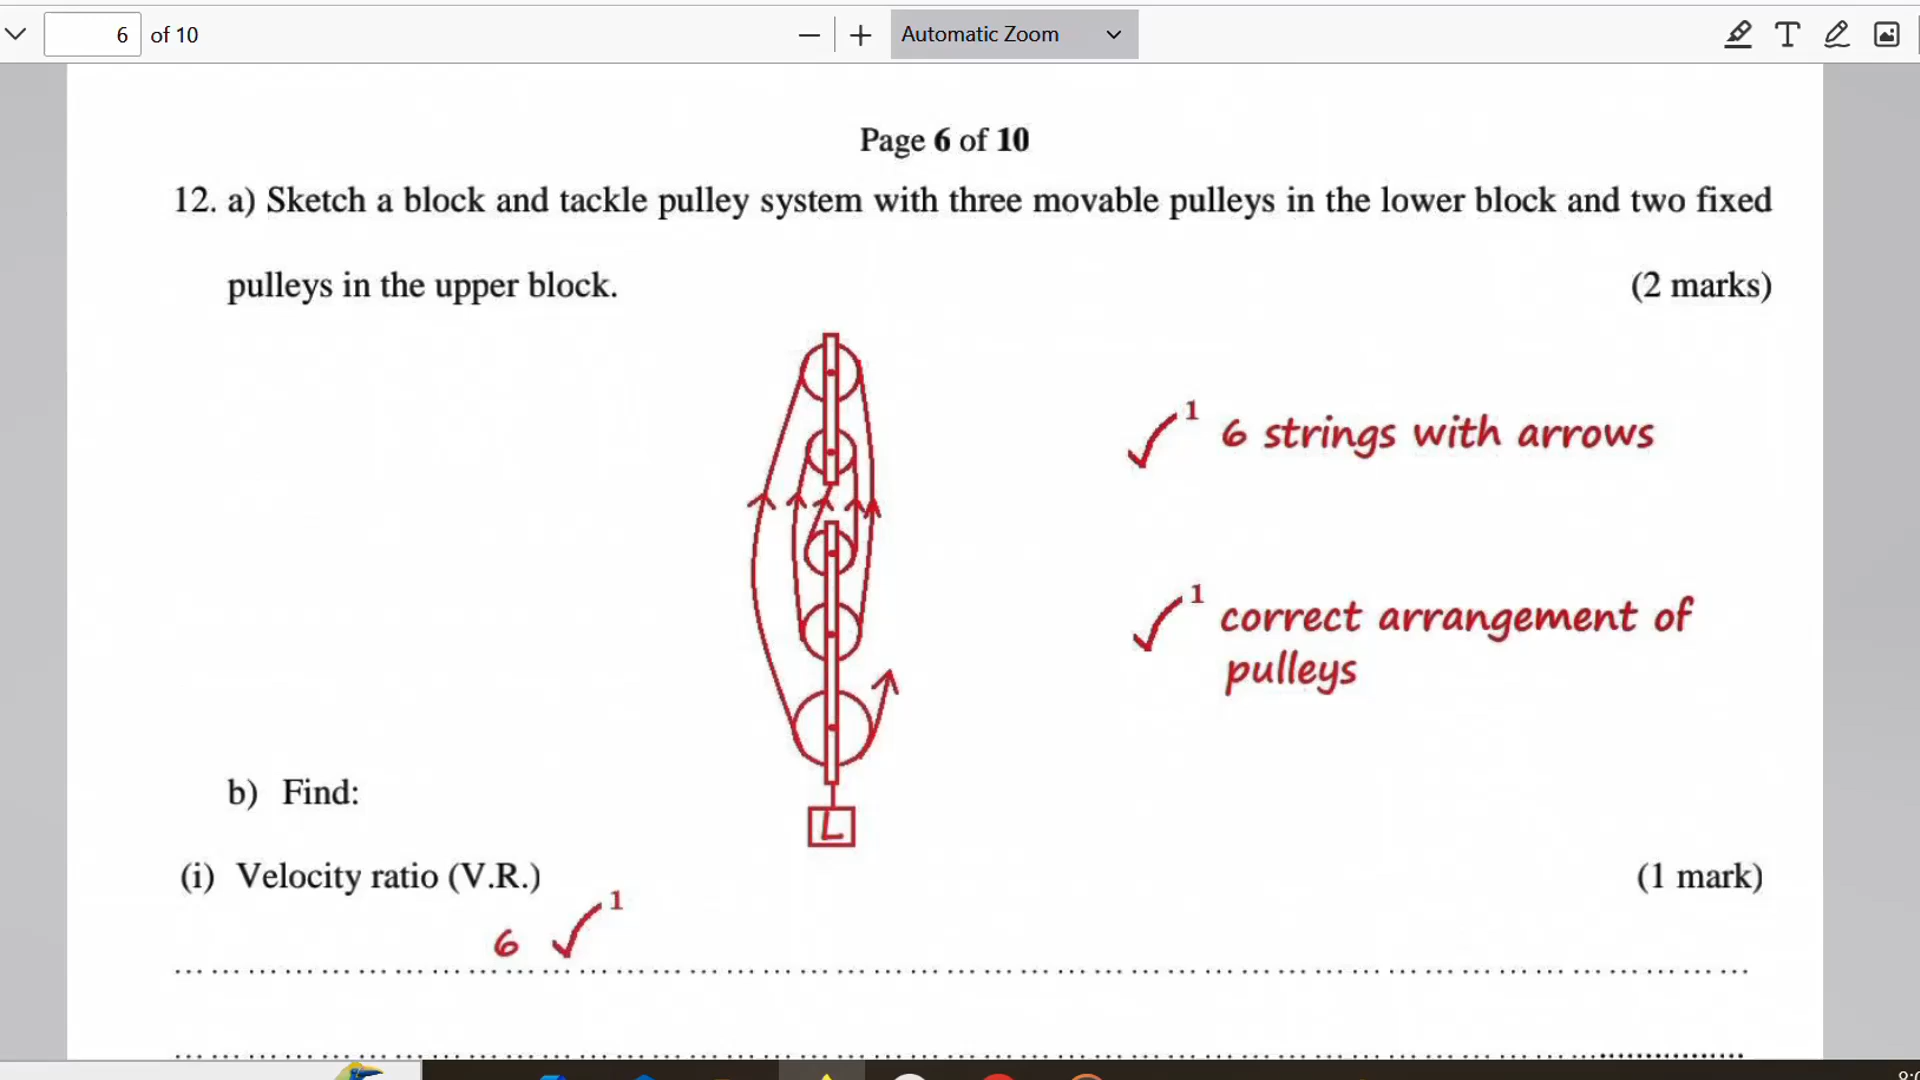 6 of 10
Automatic Zoom
Page 6 of 10
12. a) Sketch a block and tackle pulley system with three movable pulleys in the lower block and two fixed
pulleys in the upper block. (2 marks)
✓1 6 strings with arrows
✓1 correct arrangement of
pulleys
b) Find:
L
(i) Velocity ratio (V.R.) (1 mark)
6 ✓1